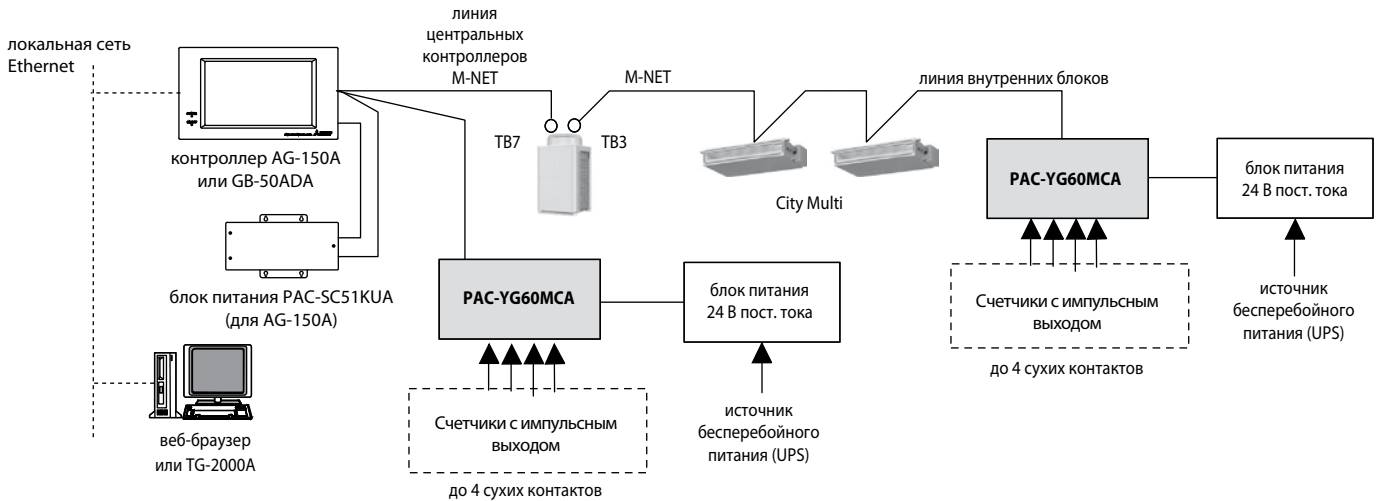 локальная сеть
Ethernet
линия
центральных
контроллеров
M-NET
M-NET
линия внутренних блоков
TB7
TB3
контроллер AG-150A
или GB-50ADA
City Multi
PAC-YG60MCA
блок питания
24 В пост. тока
блок питания PAC-SC51KUA
(для AG-150A)
PAC-YG60MCA
блок питания
24 В пост. тока
Счетчики с импульсным
выходом
источник
бесперебойного
питания (UPS)
до 4 сухих контактов
веб-браузер
или TG-2000A
Счетчики с импульсным
выходом
источник
бесперебойного
питания (UPS)
до 4 сухих контактов